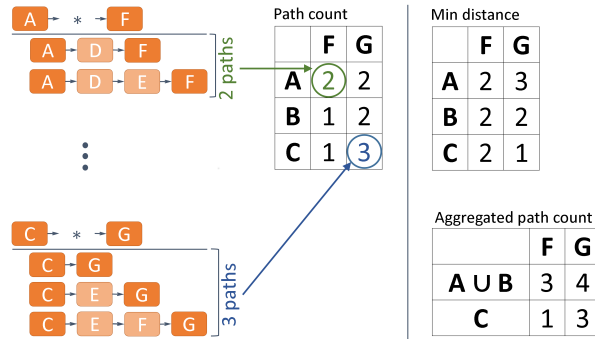 A * F
A D F
A D E F
2 paths
C * G
C G
C E G
C E F G
3 paths
Path count
F G
A 2 2
B 1 2
C 1 3
Min distance
F G
A 2 3
B 2 2
C 2 1
Aggregated path count
F G
A ∪ B 3 4
C 1 3